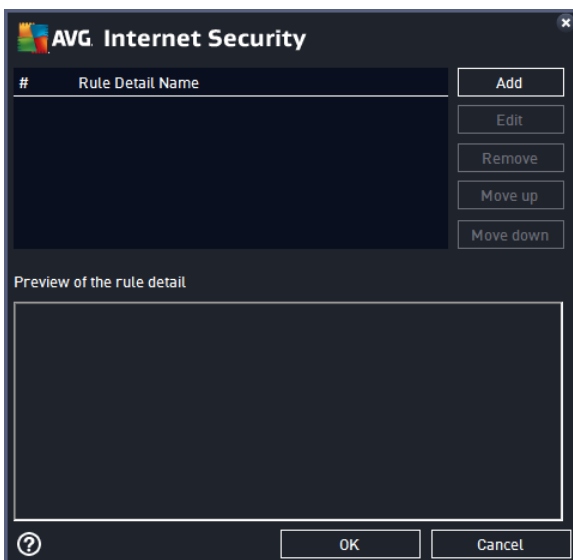 AVG. Internet Security
# Rule Detail Name
Add
Edit
Remove
Move up
Move down
Preview of the rule detail
OK
Cancel